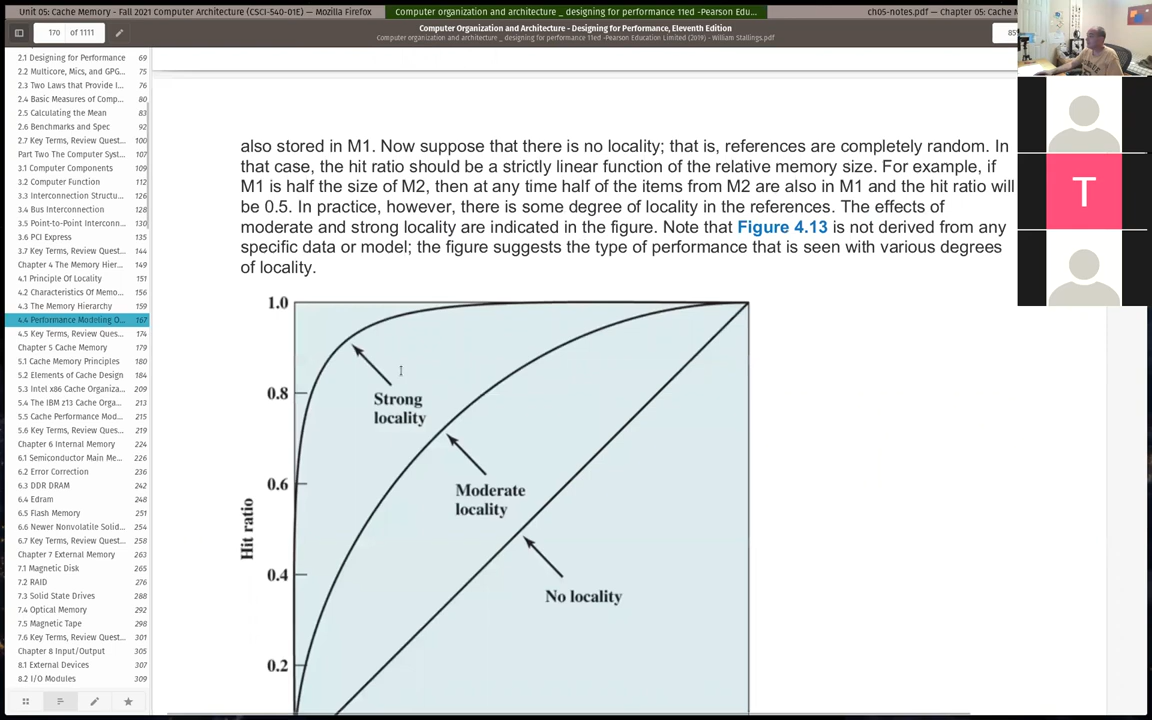 Unit 05: Cache Memory - Fall 2021 Computer Architecture (CSCI-540-01E) — Mozilla Firefox
Computer organization and architecture _ designing for performance 11ed -Pearson Edu...
ch05-notes.pdf — Chapter 05: Cache M
170 of 1111
Computer Organization and Architecture - Designing for Performance, Eleventh Edition
Computer organization and architecture _ designing for performance 11ed -Pearson Education Limited (2019) - William Stallings.pdf
85
2.1 Designing for Performance 69
2.2 Multicore, Mics, and GPG... 75
2.3 Two Laws that Provide I... 76
2.4 Basic Measures of Comp... 80
2.5 Calculating the Mean 83
2.6 Benchmarks and Spec 92
2.7 Key Terms, Review Quest... 100
Part Two The Computer Syst... 107
3.1 Computer Components 109
3.2 Computer Function 112
3.3 Interconnection Structu... 126
3.4 Bus Interconnection 128
3.5 Point-to-Point Interconn... 130
3.6 PCI Express 135
3.7 Key Terms, Review Quest... 144
Chapter 4 The Memory Hier... 149
4.1 Principle Of Locality 151
4.2 Characteristics Of Memo... 156
4.3 The Memory Hierarchy 159
4.4 Performance Modeling O... 167
4.5 Key Terms, Review Ques... 174
Chapter 5 Cache Memory 179
5.1 Cache Memory Principles 180
5.2 Elements of Cache Design 184
5.3 Intel x86 Cache Organiza... 209
5.4 The IBM z13 Cache Orga... 213
5.5 Cache Performance Mod... 215
5.6 Key Terms, Review Quest... 219
Chapter 6 Internal Memory 224
6.1 Semiconductor Main Me... 226
6.2 Error Correction 236
6.3 DDR DRAM 242
6.4 Edram 248
6.5 Flash Memory 251
6.6 Newer Nonvolatile Solid... 254
6.7 Key Terms, Review Quest... 258
Chapter 7 External Memory 263
7.1 Magnetic Disk 265
7.2 RAID 276
7.3 Solid State Drives 288
7.4 Optical Memory 292
7.5 Magnetic Tape 298
7.6 Key Terms, Review Quest... 301
Chapter 8 Input/Output 305
8.1 External Devices 307
8.2 I/O Modules 309
also stored in M1. Now suppose that there is no locality; that is, references are completely random. In
that case, the hit ratio should be a strictly linear function of the relative memory size. For example, if
M1 is half the size of M2, then at any time half of the items from M2 are also in M1 and the hit ratio will
be 0.5. In practice, however, there is some degree of locality in the references. The effects of
moderate and strong locality are indicated in the figure. Note that Figure 4.13 is not derived from any
specific data or model; the figure suggests the type of performance that is seen with various degrees
of locality.
1.0
0.8
0.6
0.4
0.2
Hit ratio
Strong
locality
Moderate
locality
No locality
T